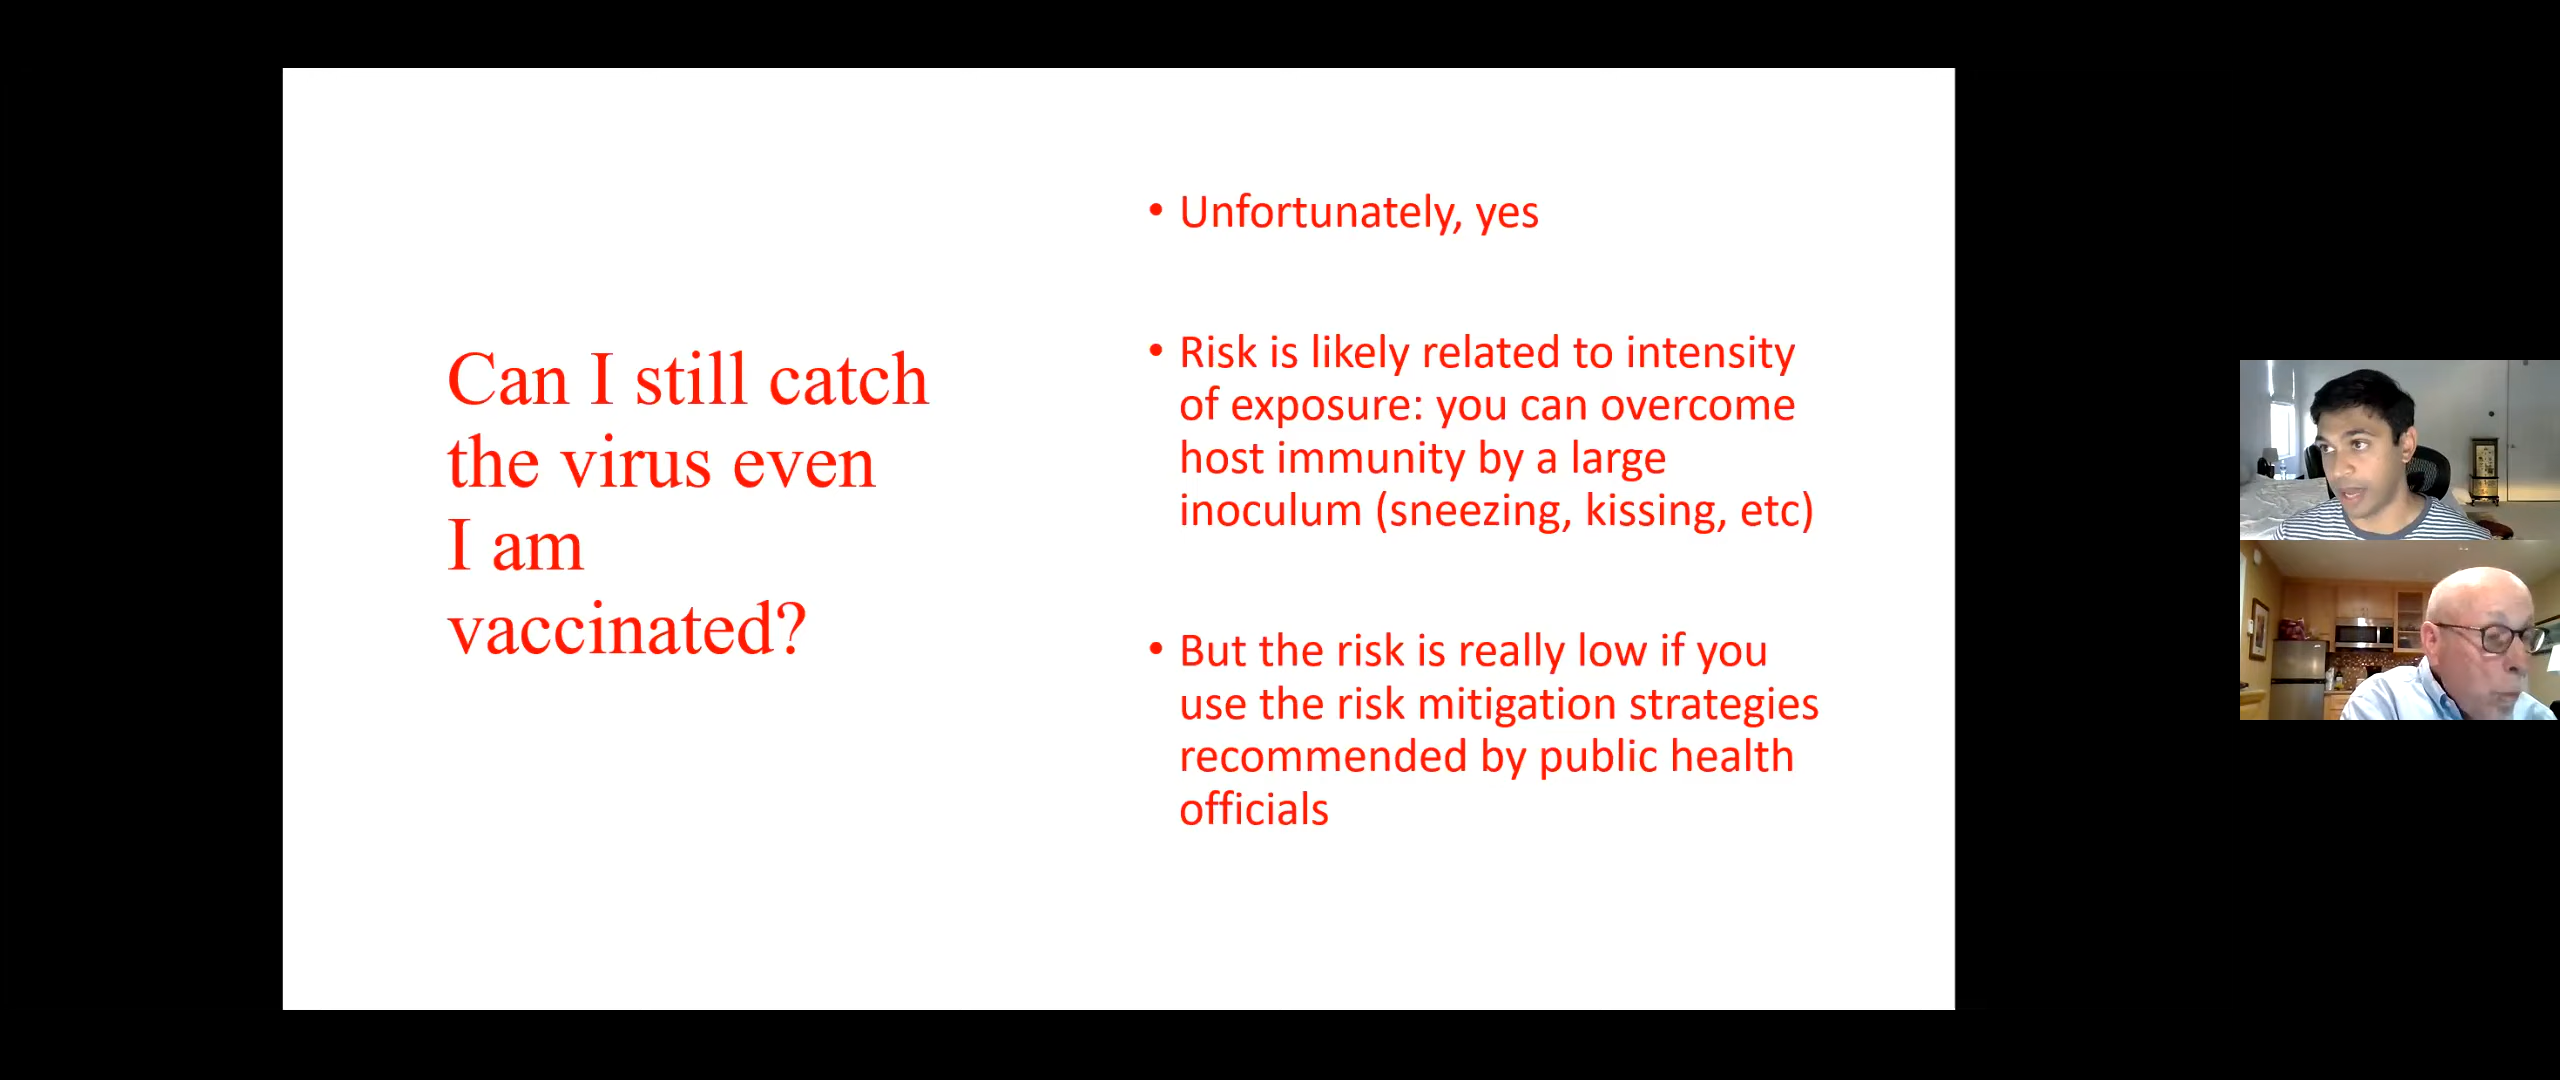 Can I still catch
the virus even
I am
vaccinated?
• Unfortunately, yes
• Risk is likely related to intensity
of exposure: you can overcome
host immunity by a large
inoculum (sneezing, kissing, etc)
• But the risk is really low if you
use the risk mitigation strategies
recommended by public health
officials